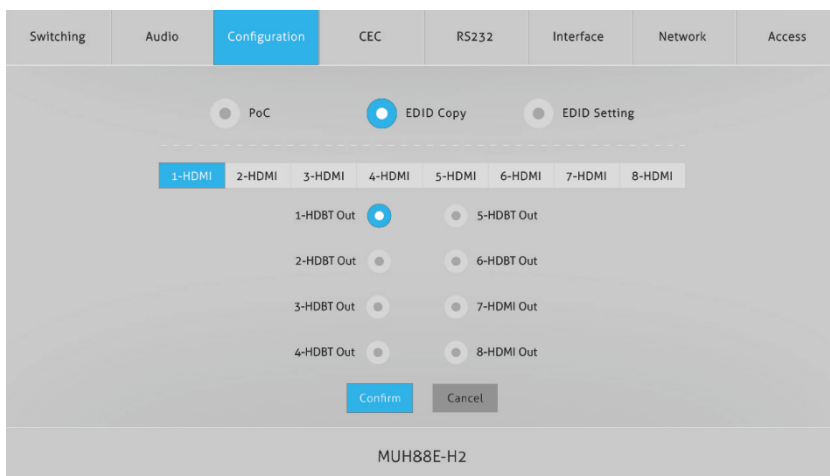 Switching Audio Configuration CEC RS232 Interface Network Access
PoC EDID Copy EDID Setting
1-HDMI 2-HDMI 3-HDMI 4-HDMI 5-HDMI 6-HDMI 7-HDMI 8-HDMI
1-HDBT Out 5-HDBT Out
2-HDBT Out 6-HDBT Out
3-HDBT Out 7-HDMI Out
4-HDBT Out 8-HDMI Out
Confirm Cancel
MUH88E-H2